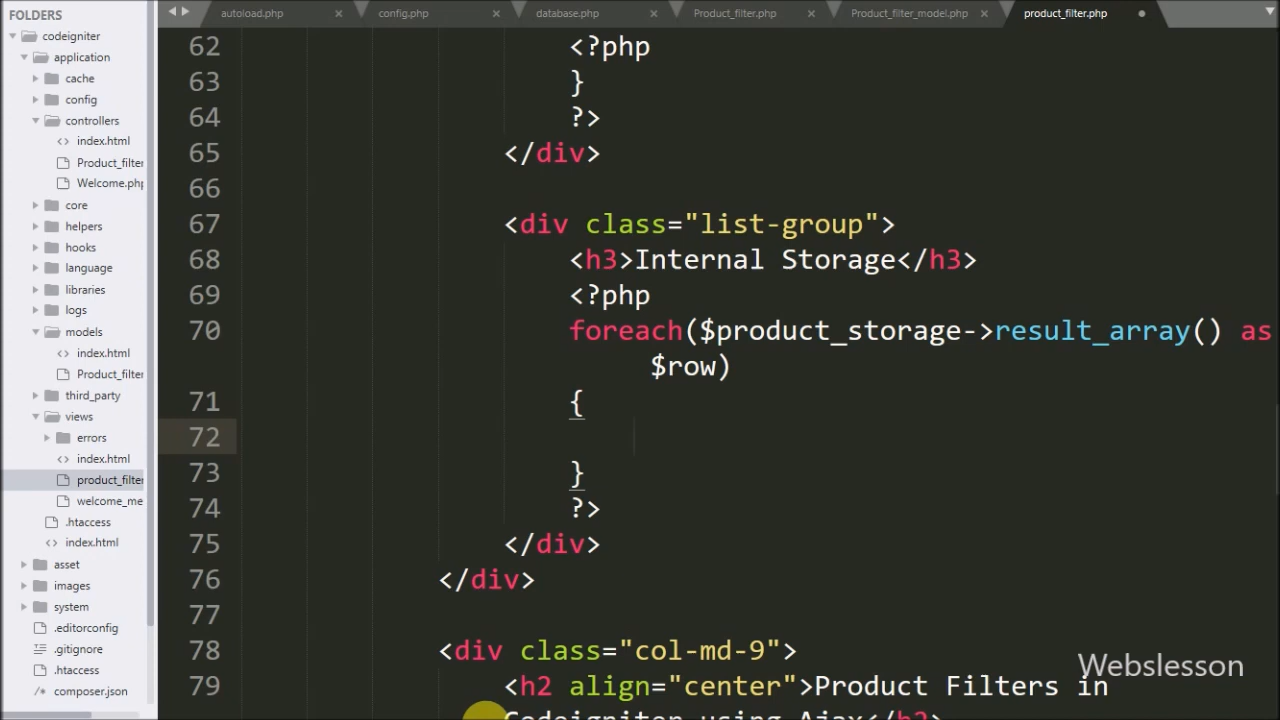 FOLDERS
codeigniter
application
cache
config
controllers
index.html
Product_filter
Welcome.php
core
helpers
hooks
language
libraries
logs
models
index.html
Product_filter
third_party
views
errors
index.html
product_filter
welcome_me
.htaccess
index.html
asset
images
system
.editorconfig
.gitignore
.htaccess
composer.json
autoload.php × config.php × database.php × Product_filter.php × Product_filter_model.php × product_filter.php
62 <?php
63 }
64 ?>
65 </div>
66
67 <div class="list-group">
68 <h3>Internal Storage</h3>
69 <?php
70 foreach($product_storage->result_array() as
$row)
71 {
72
73 }
74 ?>
75 </div>
76 </div>
77
78 <div class="col-md-9">
79 <h2 align="center">Product Filters in
Codeigniter using Ajax</h2>
Webslesson